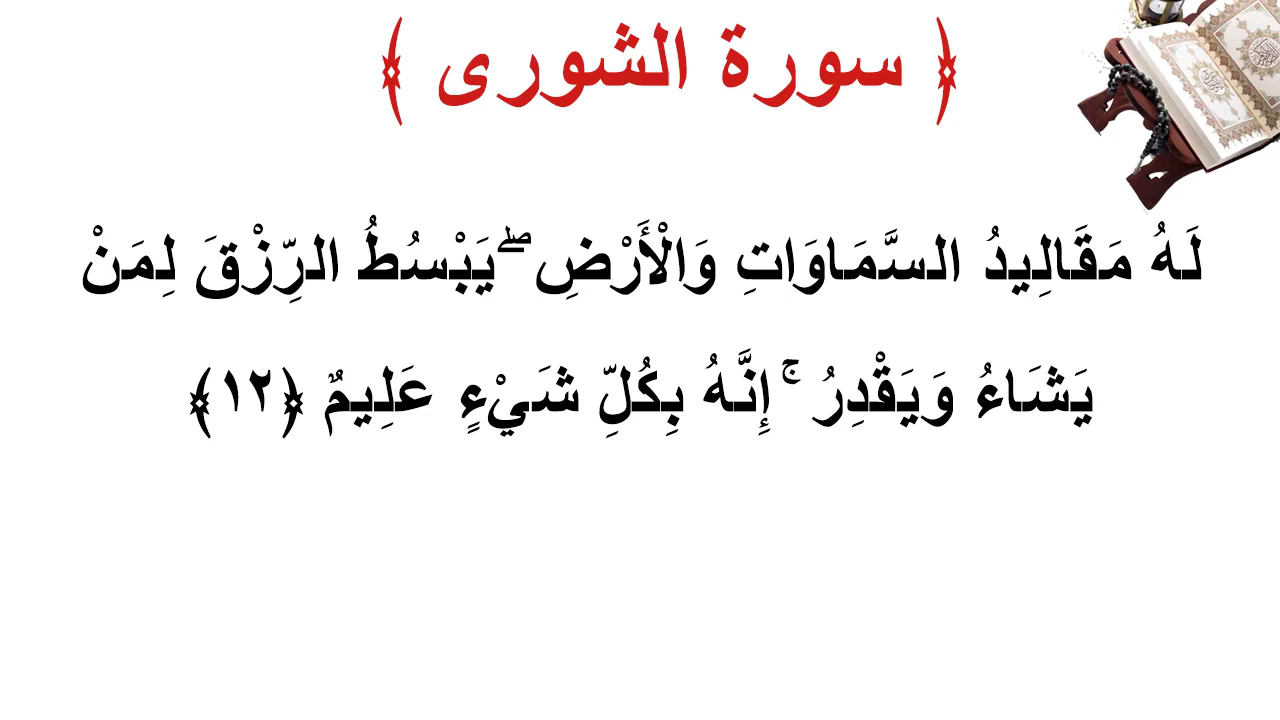 ﴿ سورة الشورى ﴾
لَهُ مَقَالِيدُ السَّمَاوَاتِ وَالْأَرْضِ ۖ يَبْسُطُ الرِّزْقَ لِمَنْ
يَشَاءُ وَيَقْدِرُ ۚ إِنَّهُ بِكُلِّ شَيْءٍ عَلِيمٌ ﴿١٢﴾